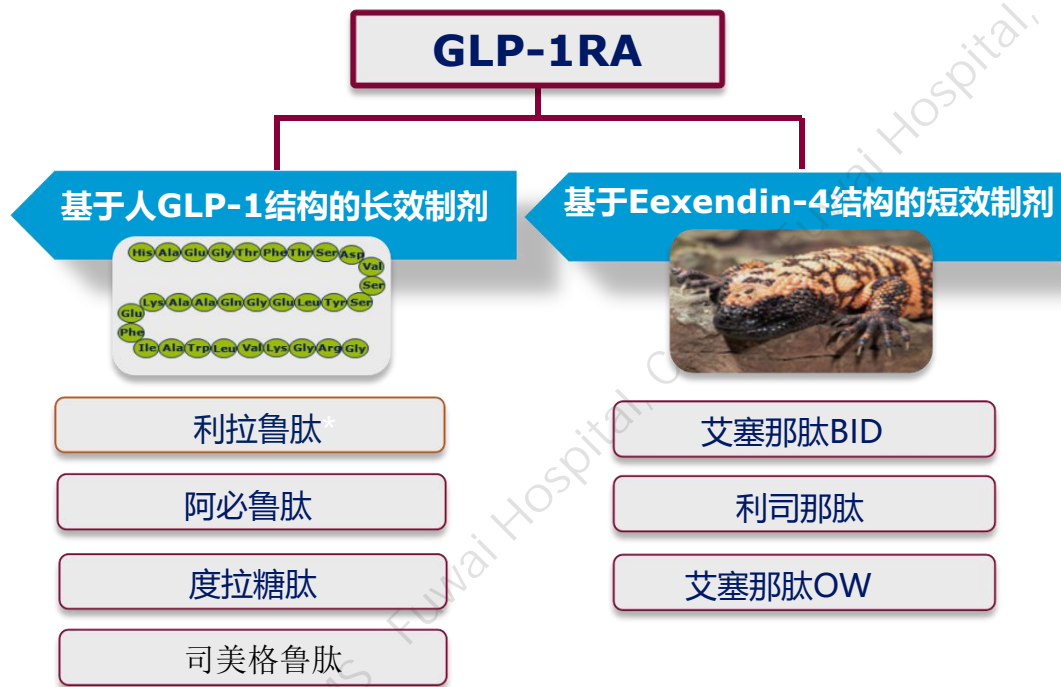 GLP-1RA
基于人GLP-1结构的长效制剂
基于Eexendin-4结构的短效制剂
His Ala Glu Gly Thr Phe Thr Ser Asp
Val
Ser
Lys Ala Ala Gln Gly Glu Leu Tyr Ser
Glu
Phe
Ile Ala Trp Leu Val Lys Gly Arg Gly
利拉鲁肽*
艾塞那肽BID
阿必鲁肽
利司那肽
度拉糖肽
艾塞那肽OW
司美格鲁肽
Fuwai Hospital,